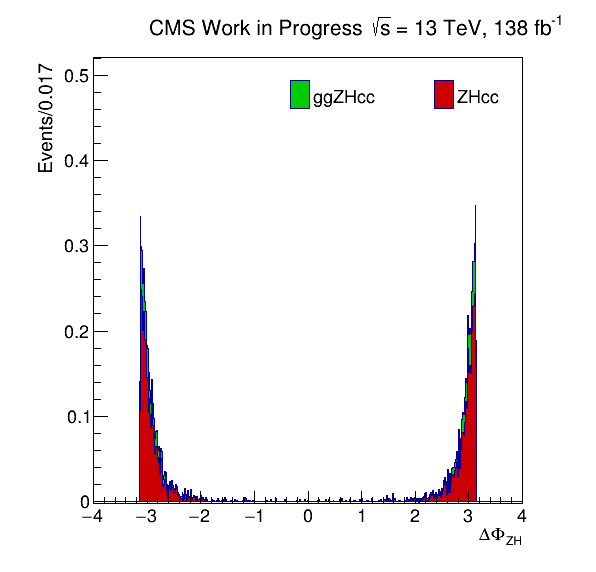 CMS Work in Progress √s = 13 TeV, 138 fb⁻¹
Events/0.017
ggZHcc ZHcc
0.5
0.4
0.3
0.2
0.1
0
−4 −3 −2 −1 0 1 2 3 4
ΔΦ_ZH